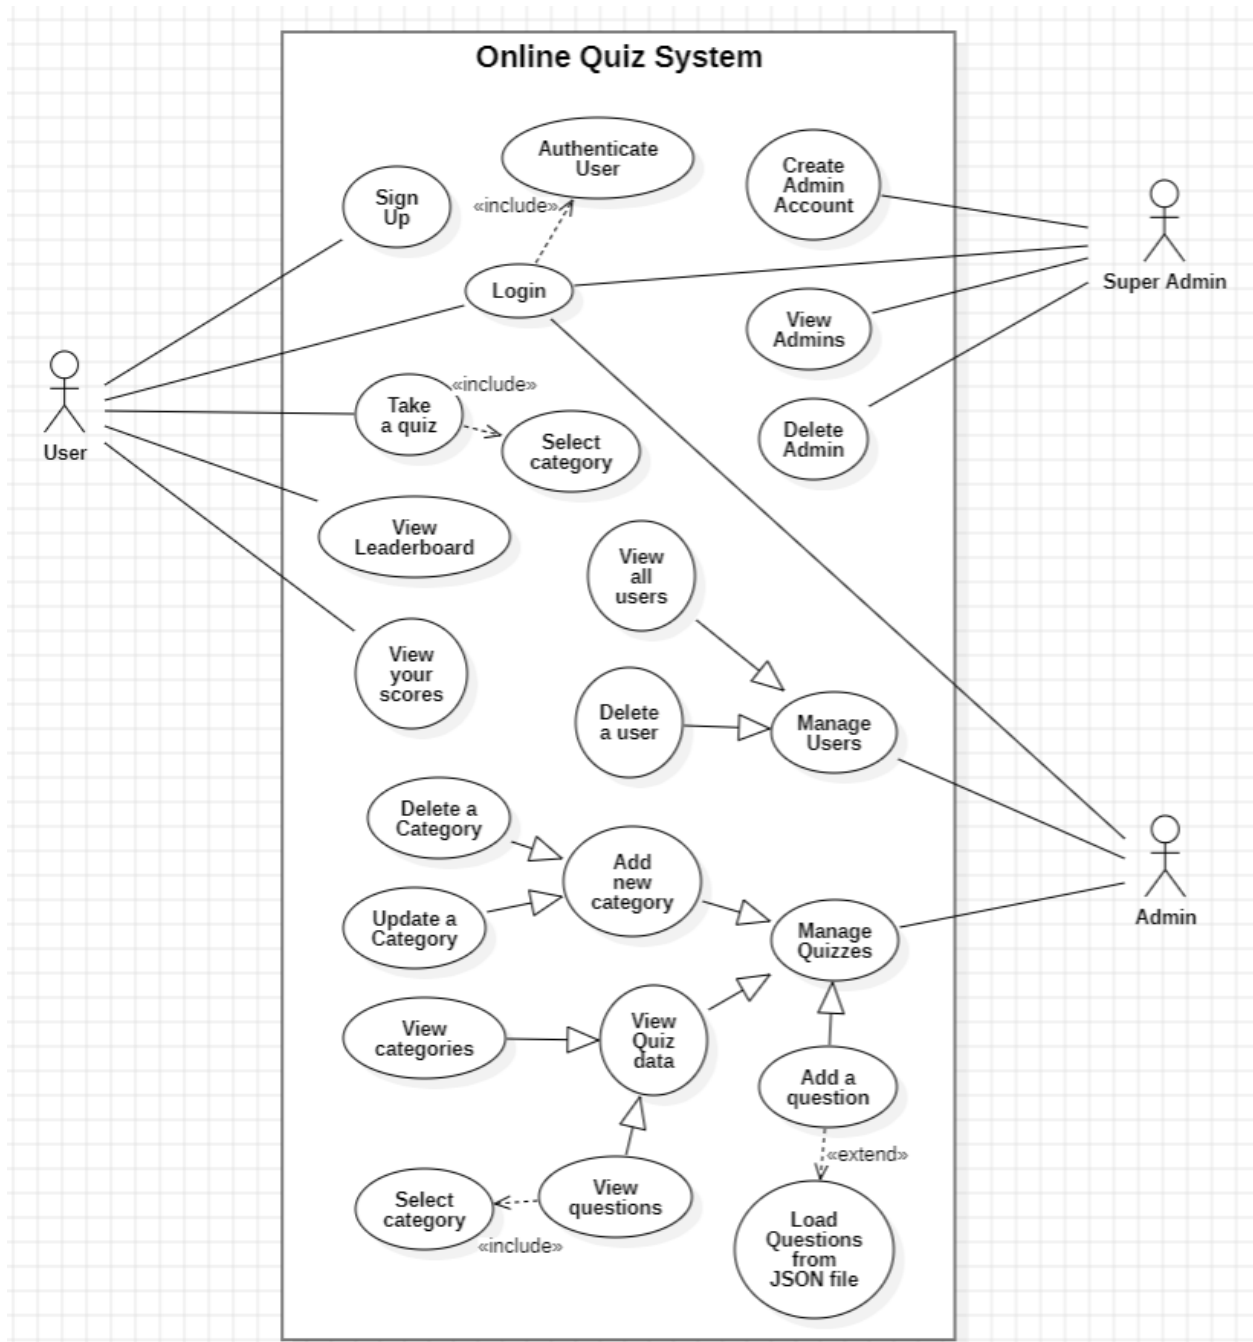 Online Quiz System
Authenticate
User
Create
Admin
Account
Sign
Up
«include»
Super Admin
Login
View
Admins
«include»
Take
a quiz
User
Select
category
Delete
Admin
View
Leaderboard
View
all
users
View
your
scores
Delete
a user
Manage
Users
Delete a
Category
Add
new
category
Update a
Category
Manage
Quizzes
Admin
View
categories
View
Quiz
data
Add a
question
«extend»
Select
category
View
questions
«include»
Load
Questions
from
JSON file